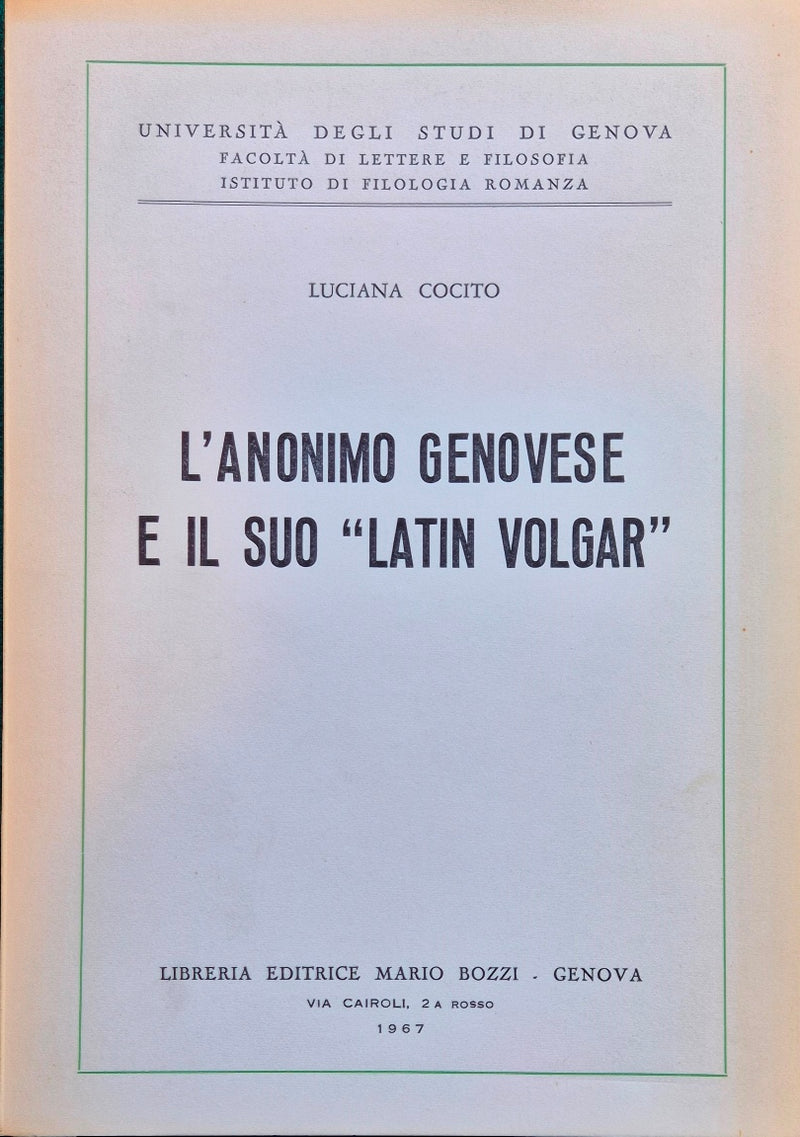 UNIVERSITÀ DEGLI STUDI DI GENOVA
FACOLTÀ DI LETTERE E FILOSOFIA
ISTITUTO DI FILOLOGIA ROMANZA
LUCIANA COCITO
L’ANONIMO GENOVESE
E IL SUO “LATIN VOLGAR”
LIBRERIA EDITRICE MARIO BOZZI - GENOVA
VIA CAIROLI, 2 A ROSSO
1967